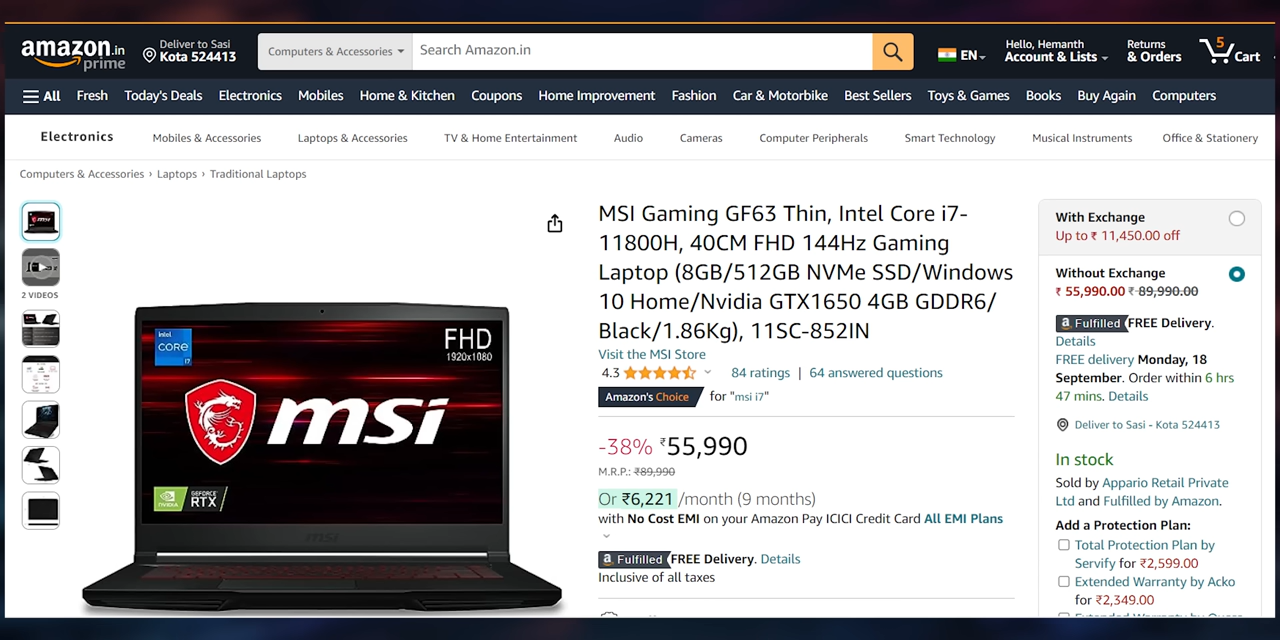 amazon.in
prime
Deliver to Sasi
Kota 524413
Computers & Accessories
Search Amazon.in
EN
Hello, Hemanth
Account & Lists
Returns
& Orders
5
Cart
All
Fresh
Today's Deals
Electronics
Mobiles
Home & Kitchen
Coupons
Home Improvement
Fashion
Car & Motorbike
Best Sellers
Toys & Games
Books
Buy Again
Computers
Electronics
Mobiles & Accessories
Laptops & Accessories
TV & Home Entertainment
Audio
Cameras
Computer Peripherals
Smart Technology
Musical Instruments
Office & Stationery
Computers & Accessories › Laptops › Traditional Laptops
2 VIDEOS
intel
CORE
i7
FHD
1920x1080
msi
NVIDIA
GEFORCE
RTX
msi
MSI Gaming GF63 Thin, Intel Core i7-
11800H, 40CM FHD 144Hz Gaming
Laptop (8GB/512GB NVMe SSD/Windows
10 Home/Nvidia GTX1650 4GB GDDR6/
Black/1.86Kg), 11SC-852IN
Visit the MSI Store
4.3
84 ratings | 64 answered questions
Amazon's Choice for "msi i7"
-38% ₹55,990
M.R.P.: ₹89,990
Or ₹6,221 /month (9 months)
with No Cost EMI on your Amazon Pay ICICI Credit Card All EMI Plans
a Fulfilled FREE Delivery. Details
Inclusive of all taxes
With Exchange
Up to ₹ 11,450.00 off
Without Exchange
₹ 55,990.00 ₹ 89,990.00
a Fulfilled FREE Delivery.
Details
FREE delivery Monday, 18
September. Order within 6 hrs
47 mins. Details
Deliver to Sasi - Kota 524413
In stock
Sold by Appario Retail Private
Ltd and Fulfilled by Amazon.
Add a Protection Plan:
Total Protection Plan by
Servify for ₹2,599.00
Extended Warranty by Acko
for ₹2,349.00